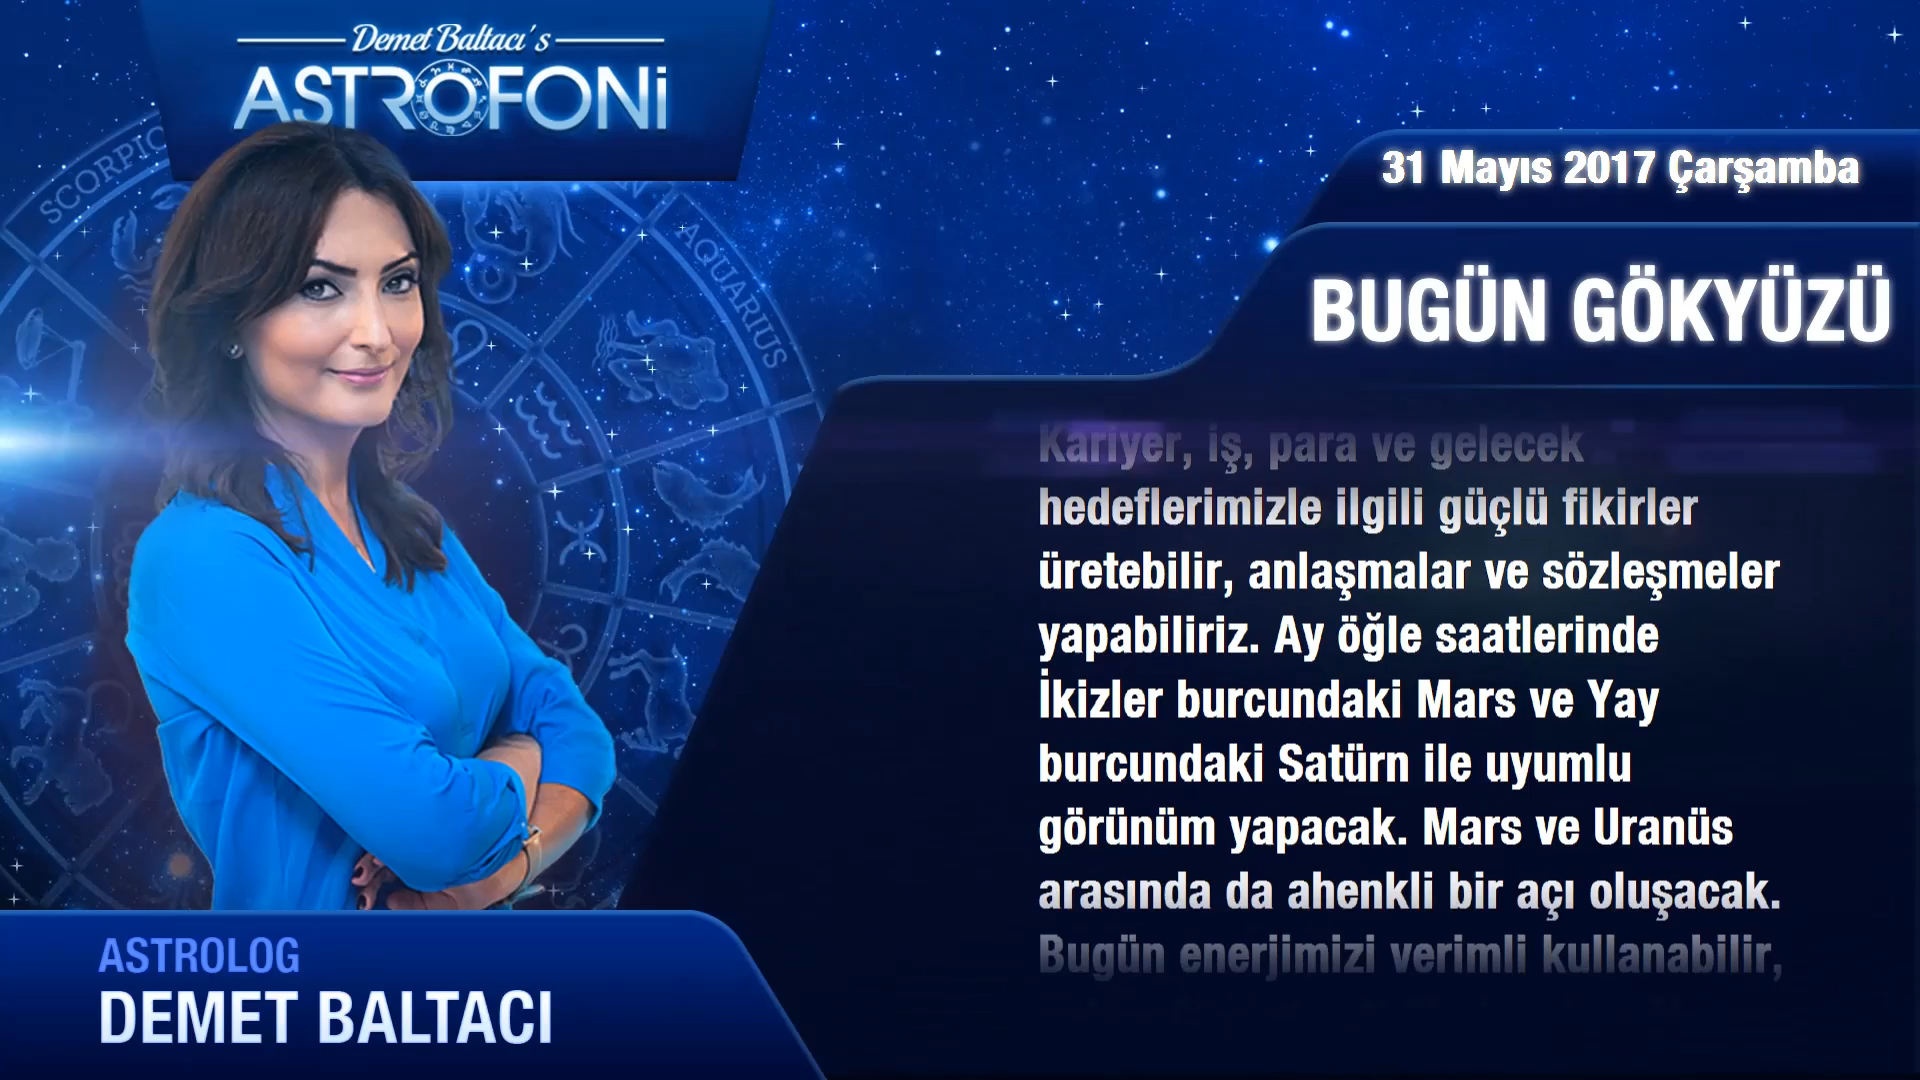 Demet Baltacı's
ASTROFONİ
SCORPIO
AQUARIUS
31 Mayıs 2017 Çarşamba
BUGÜN GÖKYÜZÜ
Kariyer, iş, para ve gelecek
hedeflerimizle ilgili güçlü fikirler
üretebilir, anlaşmalar ve sözleşmeler
yapabiliriz. Ay öğle saatlerinde
İkizler burcundaki Mars ve Yay
burcundaki Satürn ile uyumlu
görünüm yapacak. Mars ve Uranüs
arasında da ahenkli bir açı oluşacak.
Bugün enerjimizi verimli kullanabilir,
ASTROLOG
DEMET BALTACI